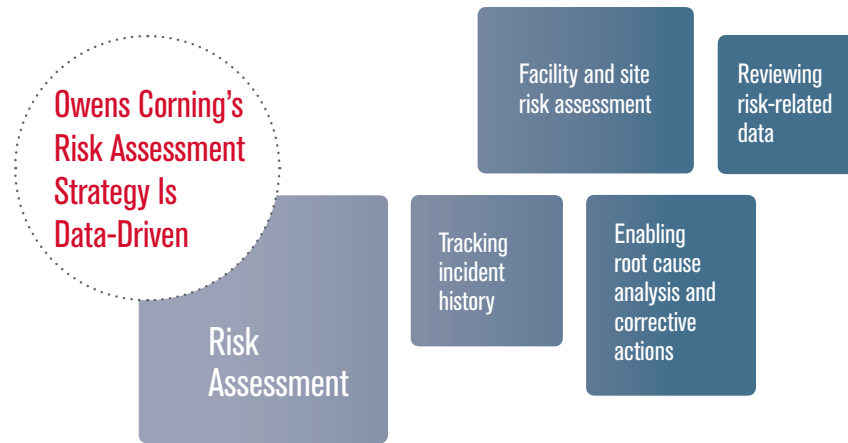 Owens Corning’s
Risk Assessment
Strategy Is
Data-Driven
Risk
Assessment
Tracking
incident
history
Facility and site
risk assessment
Enabling
root cause
analysis and
corrective
actions
Reviewing
risk-related
data